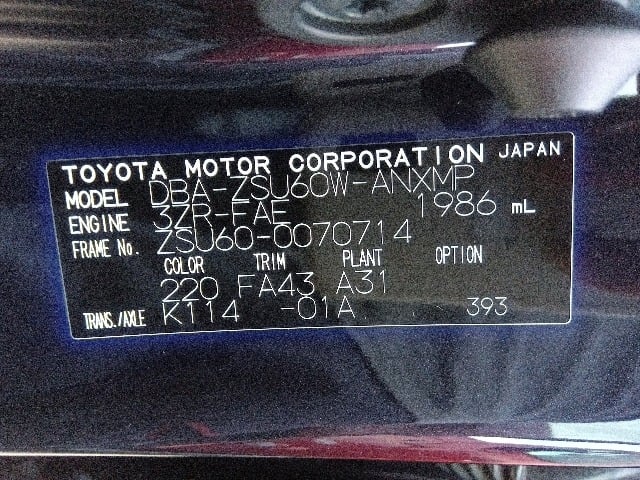 TOYOTA MOTOR CORPORATION JAPAN
MODEL DBA-ZSU60W-ANXMP
ENGINE 3ZR-FAE 1986 mL
FRAME No. ZSU60-0070714
COLOR TRIM PLANT OPTION
220 FA43 A31
TRANS./AXLE K114 -01A 393